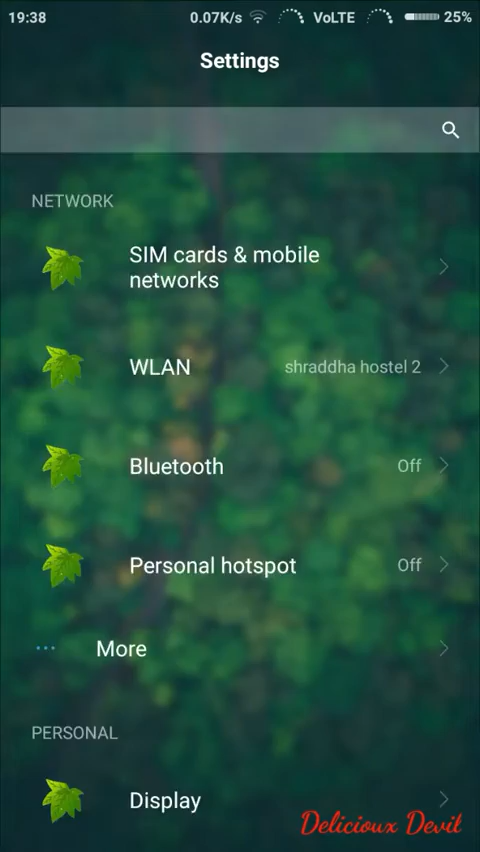 19:38 0.07K/s VoLTE 25%
Settings
NETWORK
SIM cards & mobile
networks
WLAN shraddha hostel 2
Bluetooth Off
Personal hotspot Off
More
PERSONAL
Display
Delicioux Devil